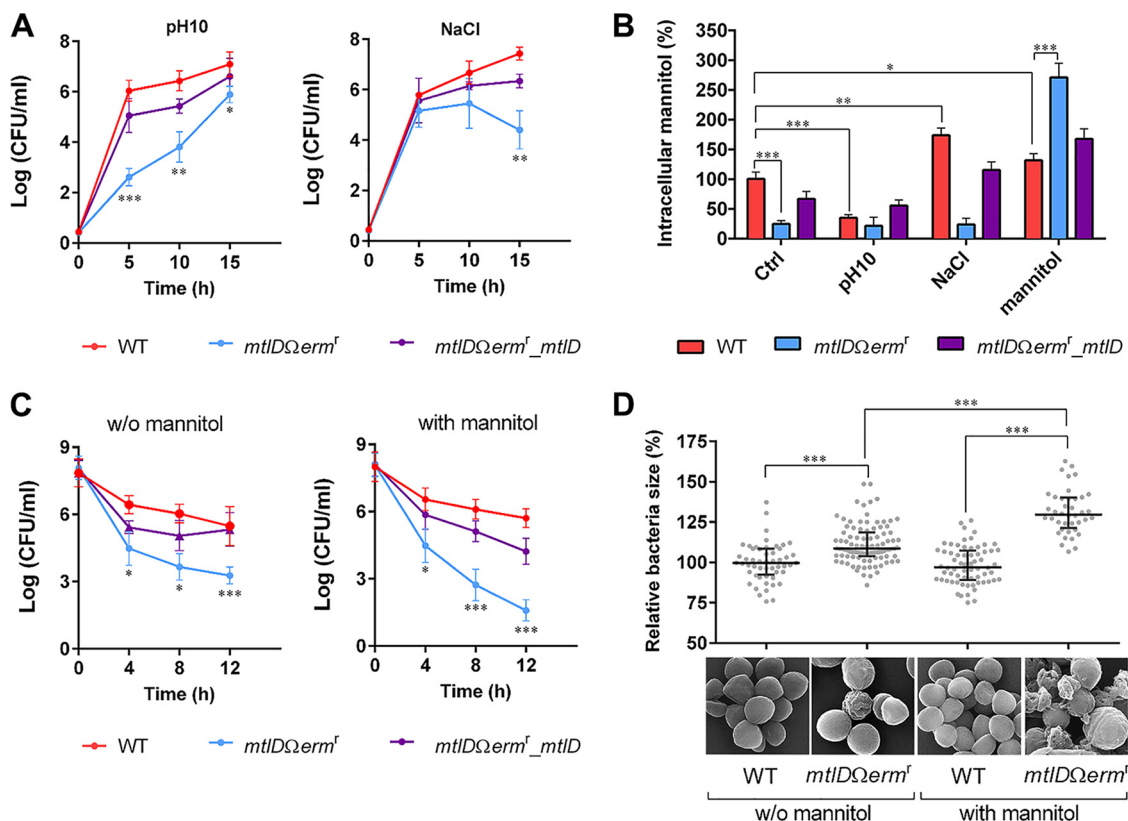 A
pH10
NaCl
Log (CFU/ml)
8
6
4
2
0
***
**
*
0 5 10 15
Time (h)
Log (CFU/ml)
8
6
4
2
0
**
0 5 10 15
Time (h)
WT mtlDΩermʳ mtlDΩermʳ_mtlD
B
Intracellular mannitol (%)
350
300
250
200
150
100
50
0
***
*
**
***
***
Ctrl pH10 NaCl mannitol
WT mtlDΩermʳ mtlDΩermʳ_mtlD
C
w/o mannitol
with mannitol
Log (CFU/ml)
9
6
3
0
*
*
***
0 4 8 12
Time (h)
Log (CFU/ml)
9
6
3
0
*
***
***
0 4 8 12
Time (h)
WT mtlDΩermʳ mtlDΩermʳ_mtlD
D
Relative bacteria size (%)
175
150
125
100
75
50
***
***
***
WT mtlDΩermʳ WT mtlDΩermʳ
w/o mannitol with mannitol